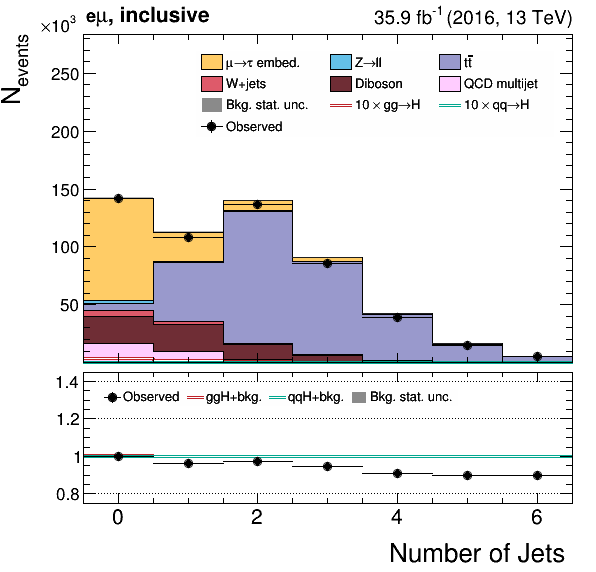 ×10³ eμ, inclusive 35.9 fb⁻¹ (2016, 13 TeV)
N_events
μ→τ embed. Z→ll tt̄
W+jets Diboson QCD multijet
Bkg. stat. unc. 10 × gg→H 10 × qq→H
Observed
250
200
150
100
50
1.4
Observed ggH+bkg. qqH+bkg. Bkg. stat. unc.
1.2
1
0.8
0 2 4 6
Number of Jets